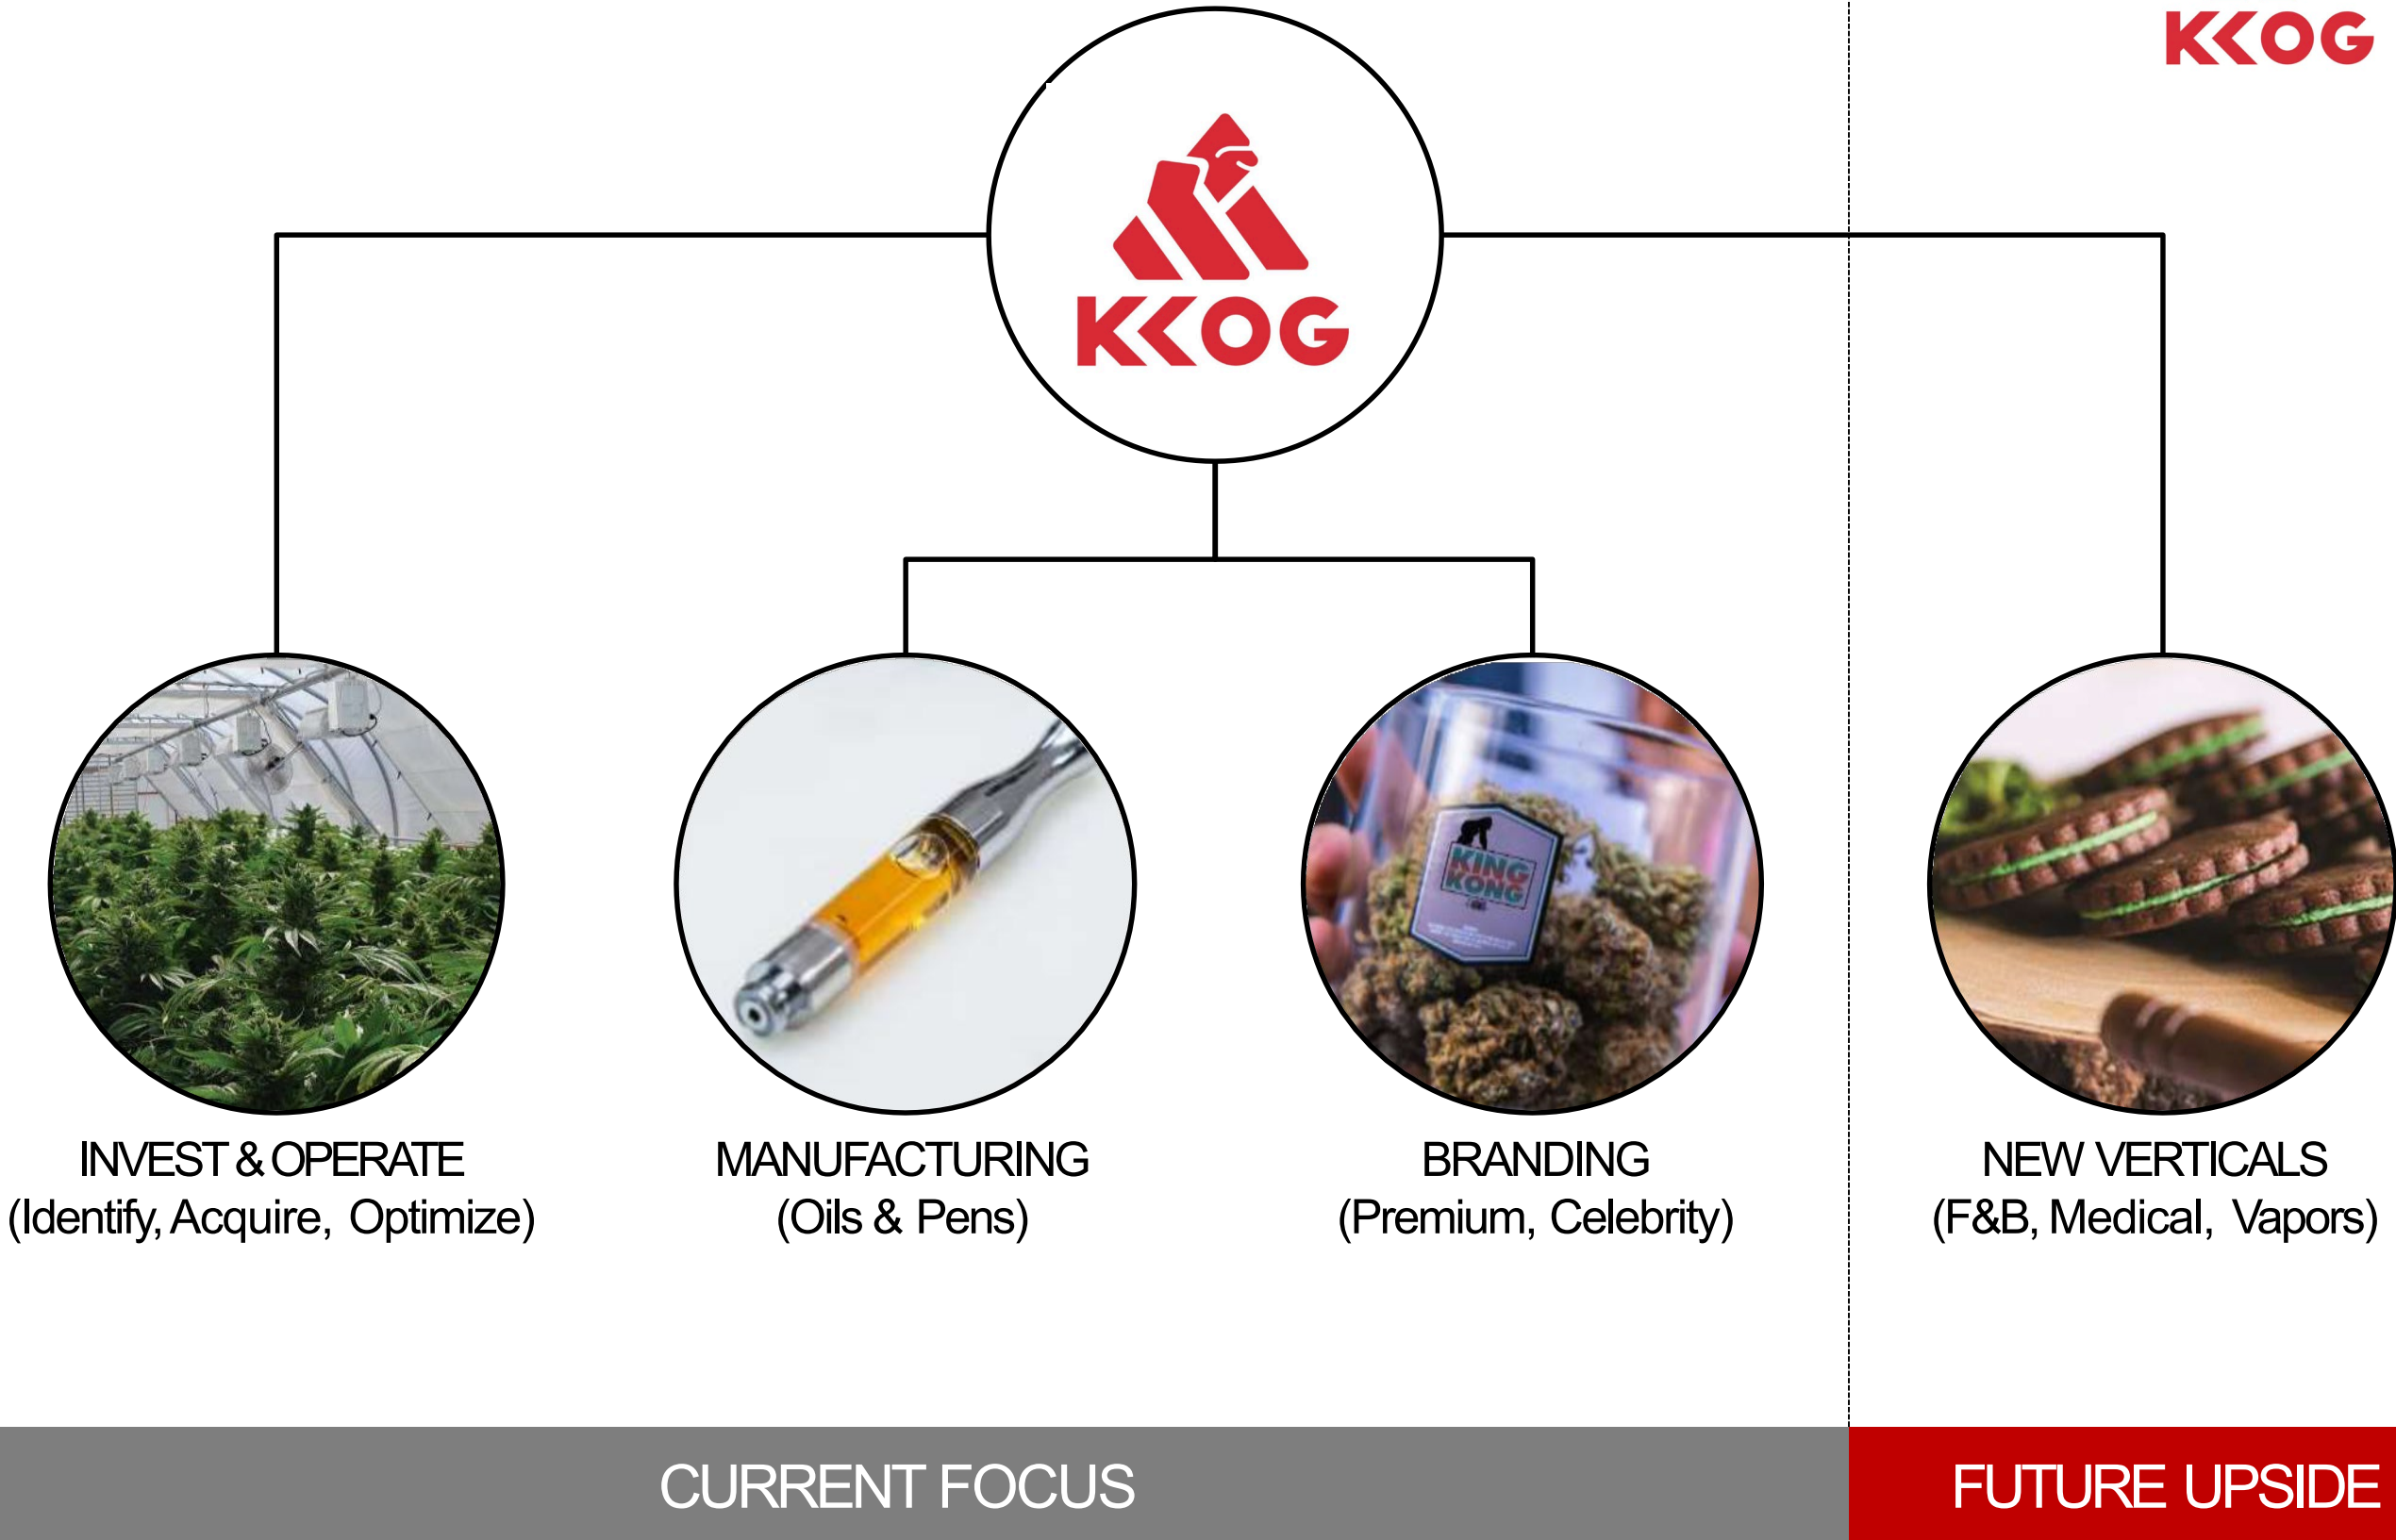 KKOG
KKOG
KING
KONG
INVEST & OPERATE
(Identify, Acquire, Optimize)
MANUFACTURING
(Oils & Pens)
BRANDING
(Premium, Celebrity)
NEW VERTICALS
(F&B, Medical, Vapors)
CURRENT FOCUS
FUTURE UPSIDE